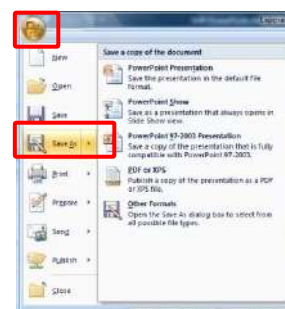 New
Open
Save
Save As
Print
Prepare
Send
Publish
Close
Save a copy of the document
PowerPoint Presentation
Save the presentation in the default file
format.
PowerPoint Show
Save as a presentation that always opens in
Slide Show view.
PowerPoint 97-2003 Presentation
Save a copy of the presentation that is fully
compatible with PowerPoint 97-2003.
PDF or XPS
Publish a copy of the presentation as a PDF
or XPS file.
Other Formats
Open the Save As dialog box to select from
all possible file types.